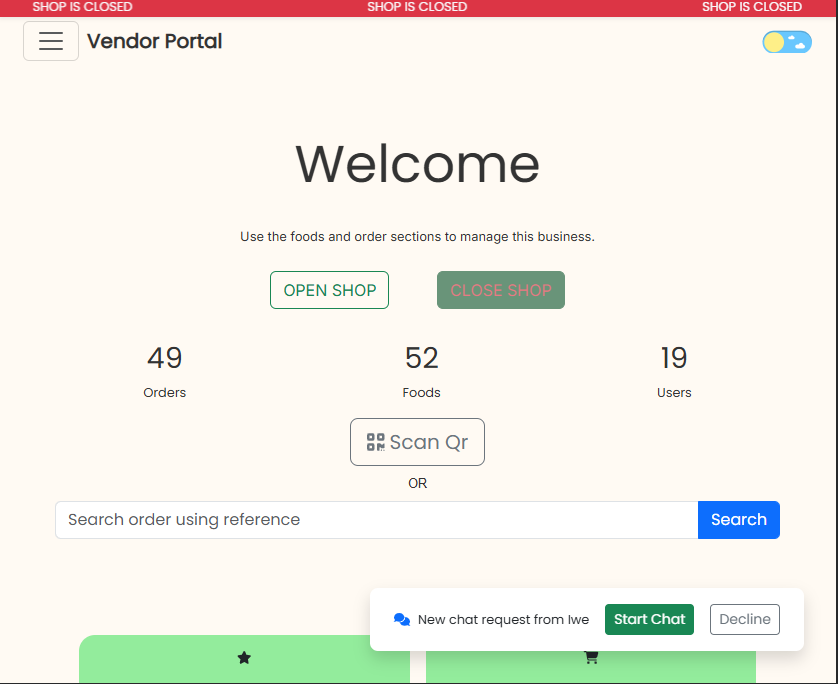 SHOP IS CLOSED SHOP IS CLOSED SHOP IS CLOSED
Vendor Portal
Welcome
Use the foods and order sections to manage this business.
OPEN SHOP CLOSE SHOP
49 52 19
Orders Foods Users
Scan Qr
OR
Search order using reference Search
New chat request from Iwe Start Chat Decline